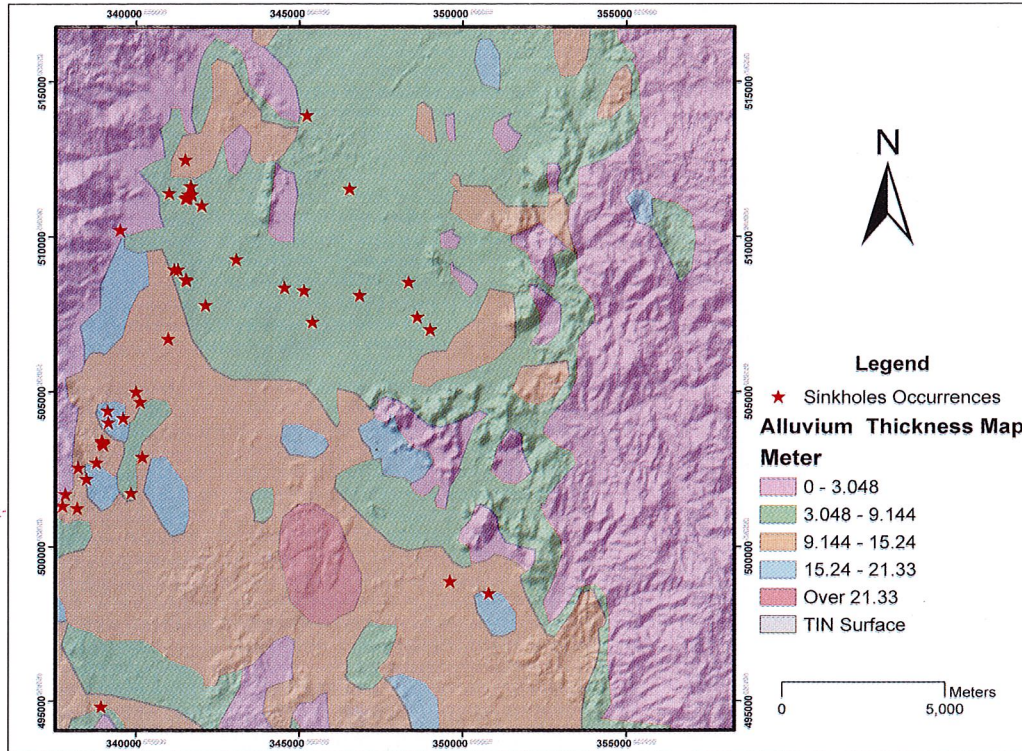 340000 345000 350000 355000
515000 515000
510000 510000
505000 505000
500000 500000
495000 495000
340000 345000 350000 355000
N
Legend
Sinkholes Occurrences
Alluvium Thickness Map
Meter
0 - 3.048
3.048 - 9.144
9.144 - 15.24
15.24 - 21.33
Over 21.33
TIN Surface
Meters
0 5,000